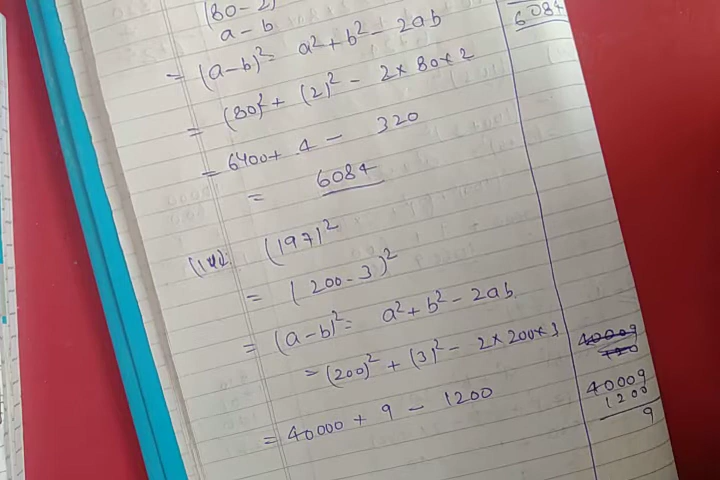 (80-2)
a-b
= (a-b)²= a²+b²- 2ab
= (80)²+ (2)² - 2×80×2
= 6400+ 4 - 320
= 6084
6084
(197)²
= (200-3)²
= (a-b)²= a²+b²-2ab
=(200)²+(3)²- 2×200×3
= 40000 + 9 - 1200
40009
40009
1200
9